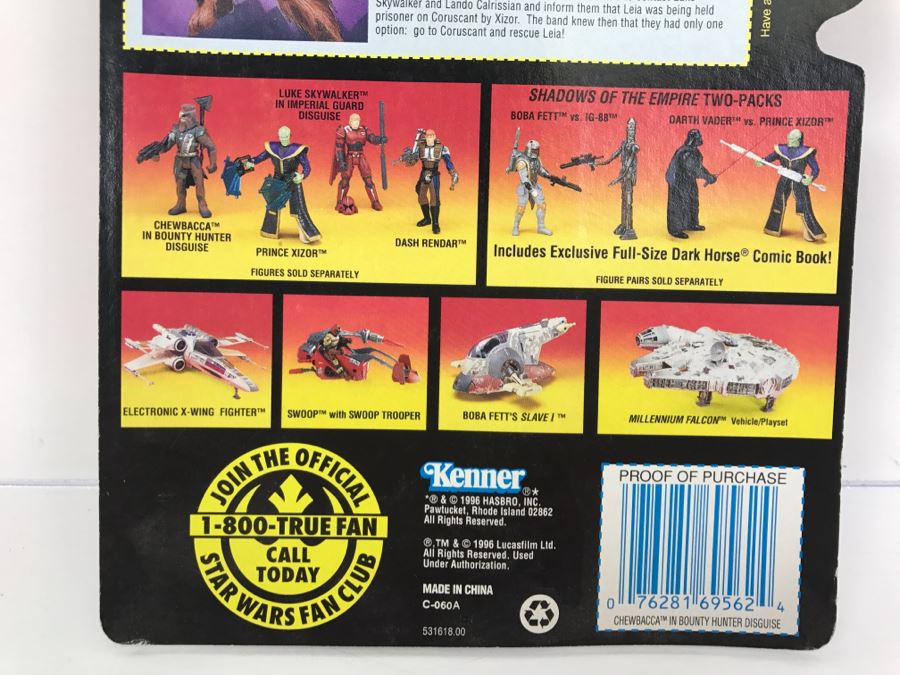 Skywalker and Lando Calrissian and inform them that Leia was being held
prisoner on Coruscant by Xizor. The band knew then that they had only one
option: go to Coruscant and rescue Leia!
Have a
LUKE SKYWALKER™
IN IMPERIAL GUARD
DISGUISE
CHEWBACCA™
IN BOUNTY HUNTER
DISGUISE
PRINCE XIZOR™
DASH RENDAR™
FIGURES SOLD SEPARATELY
SHADOWS OF THE EMPIRE TWO-PACKS
BOBA FETT™ vs. IG-88™
DARTH VADER™ vs. PRINCE XIZOR™
Includes Exclusive Full-Size Dark Horse® Comic Book!
FIGURE PAIRS SOLD SEPARATELY
ELECTRONIC X-WING FIGHTER™
SWOOP™ with SWOOP TROOPER
BOBA FETT'S SLAVE I™
MILLENNIUM FALCON™ Vehicle/Playset
JOIN THE OFFICIAL
1-800-TRUE FAN
CALL
TODAY
STAR WARS FAN CLUB
Kenner®*
*® & © 1996 HASBRO, INC.
Pawtucket, Rhode Island 02862
All Rights Reserved.
®,TM & © 1996 Lucasfilm Ltd.
All Rights Reserved. Used
Under Authorization.
MADE IN CHINA
C-060A
531618.00
PROOF OF PURCHASE
0 76281 69562 4
CHEWBACCA™ IN BOUNTY HUNTER DISGUISE